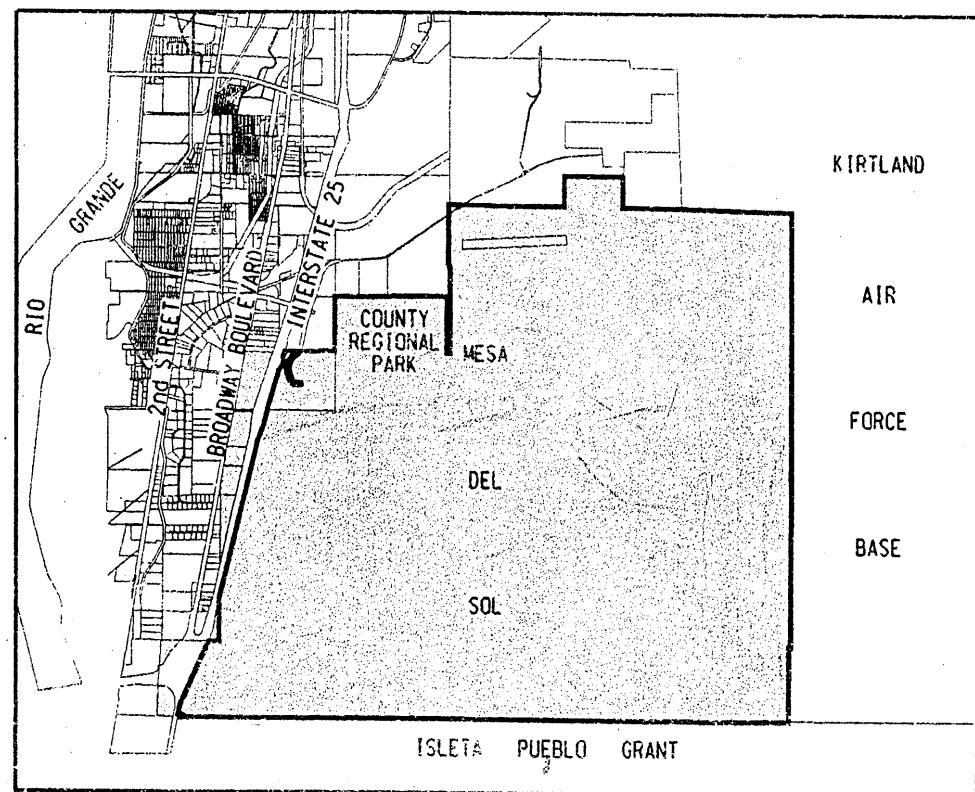 KIRTLAND
AIR
FORCE
BASE
RIO GRANDE
2nd STREET
BROADWAY BOULEVARD
INTERSTATE 25
COUNTY
REGIONAL
PARK
MESA
DEL
SOL
ISLETA PUEBLO GRANT